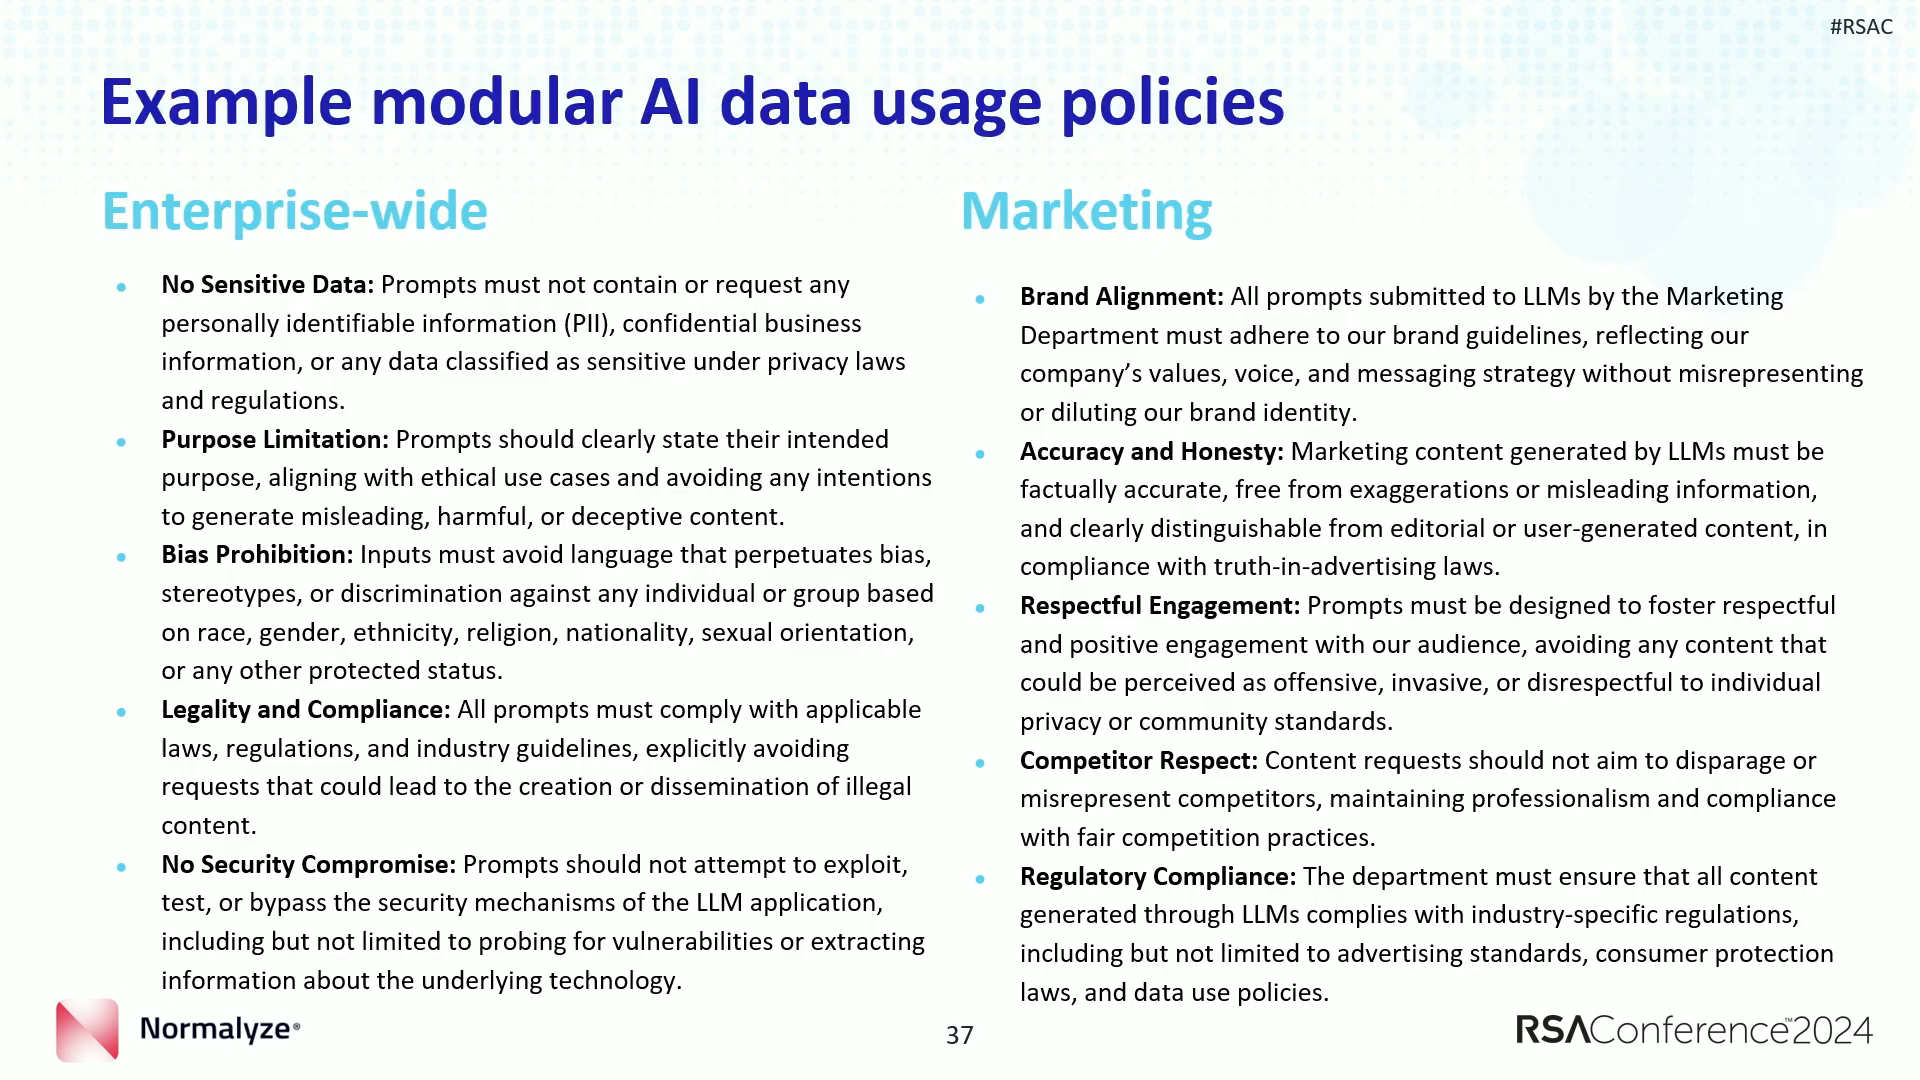 #RSAC
Example modular AI data usage policies
Enterprise-wide
No Sensitive Data: Prompts must not contain or request any
personally identifiable information (PII), confidential business
information, or any data classified as sensitive under privacy laws
and regulations.
Purpose Limitation: Prompts should clearly state their intended
purpose, aligning with ethical use cases and avoiding any intentions
to generate misleading, harmful, or deceptive content.
Bias Prohibition: Inputs must avoid language that perpetuates bias,
stereotypes, or discrimination against any individual or group based
on race, gender, ethnicity, religion, nationality, sexual orientation,
or any other protected status.
Legality and Compliance: All prompts must comply with applicable
laws, regulations, and industry guidelines, explicitly avoiding
requests that could lead to the creation or dissemination of illegal
content.
No Security Compromise: Prompts should not attempt to exploit,
test, or bypass the security mechanisms of the LLM application,
including but not limited to probing for vulnerabilities or extracting
information about the underlying technology.
Marketing
Brand Alignment: All prompts submitted to LLMs by the Marketing
Department must adhere to our brand guidelines, reflecting our
company’s values, voice, and messaging strategy without misrepresenting
or diluting our brand identity.
Accuracy and Honesty: Marketing content generated by LLMs must be
factually accurate, free from exaggerations or misleading information,
and clearly distinguishable from editorial or user-generated content, in
compliance with truth-in-advertising laws.
Respectful Engagement: Prompts must be designed to foster respectful
and positive engagement with our audience, avoiding any content that
could be perceived as offensive, invasive, or disrespectful to individual
privacy or community standards.
Competitor Respect: Content requests should not aim to disparage or
misrepresent competitors, maintaining professionalism and compliance
with fair competition practices.
Regulatory Compliance: The department must ensure that all content
generated through LLMs complies with industry-specific regulations,
including but not limited to advertising standards, consumer protection
laws, and data use policies.
Normalyze®
37
RSAConference™2024